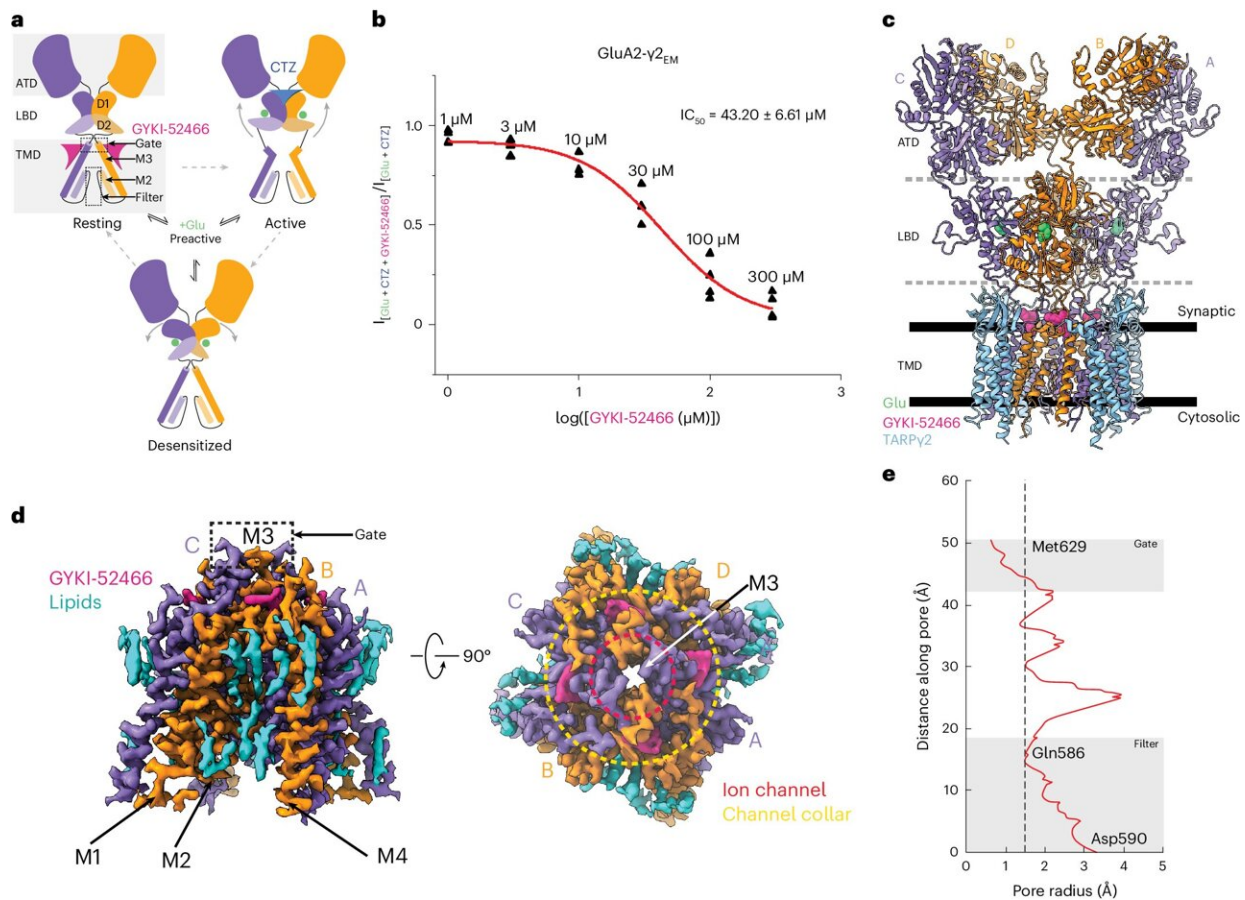 a
ATD
LBD
TMD
CTZ
D1
D2
GYKI-52466
Gate
M3
M2
Filter
Resting
+Glu
Preactive
Active
Desensitized
b
GluA2-γ2EM
IC50 = 43.20 ± 6.61 μM
I[Glu + CTZ + GYKI-52466]/I[Glu + CTZ]
1.0
0.5
0
1 μM
3 μM
10 μM
30 μM
100 μM
300 μM
0
1
2
3
log([GYKI-52466 (μM)])
c
D
B
C
A
ATD
LBD
TMD
Synaptic
Cytosolic
Glu
GYKI-52466
TARPγ2
d
C
M3
Gate
B
A
GYKI-52466
Lipids
M1
M2
M4
90°
D
M3
C
A
B
Ion channel
Channel collar
e
60
50
40
30
20
10
0
Distance along pore (Å)
Met629
Gate
Filter
Gln586
Asp590
0
1
2
3
4
5
Pore radius (Å)